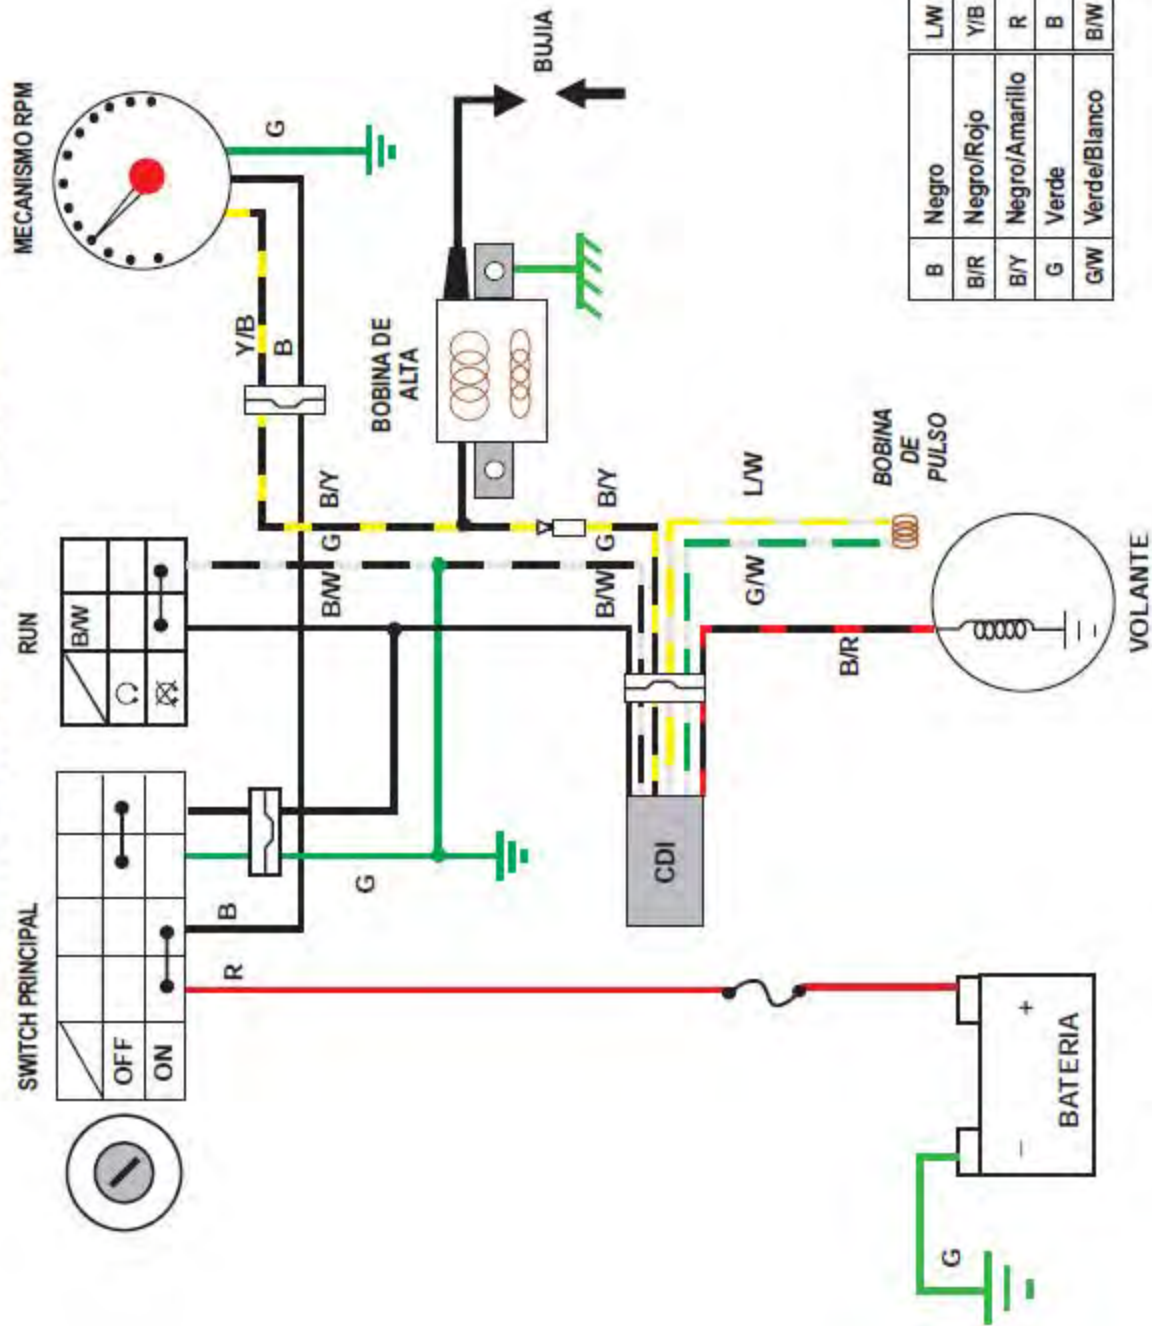 SWITCH PRINCIPAL
OFF
ON
R
B
G
RUN
B/W
MECANISMO RPM
G
Y/B
B
B/Y
G
B/W
BOBINA DE
ALTA
BUJIA
B/Y
G
B/W
CDI
L/W
G/W
B/R
BOBINA
DE
PULSO
VOLANTE
+
−
BATERIA
G
B Negro L/W
B/R Negro/Rojo Y/B
B/Y Negro/Amarillo R
G Verde B
G/W Verde/Blanco B/W